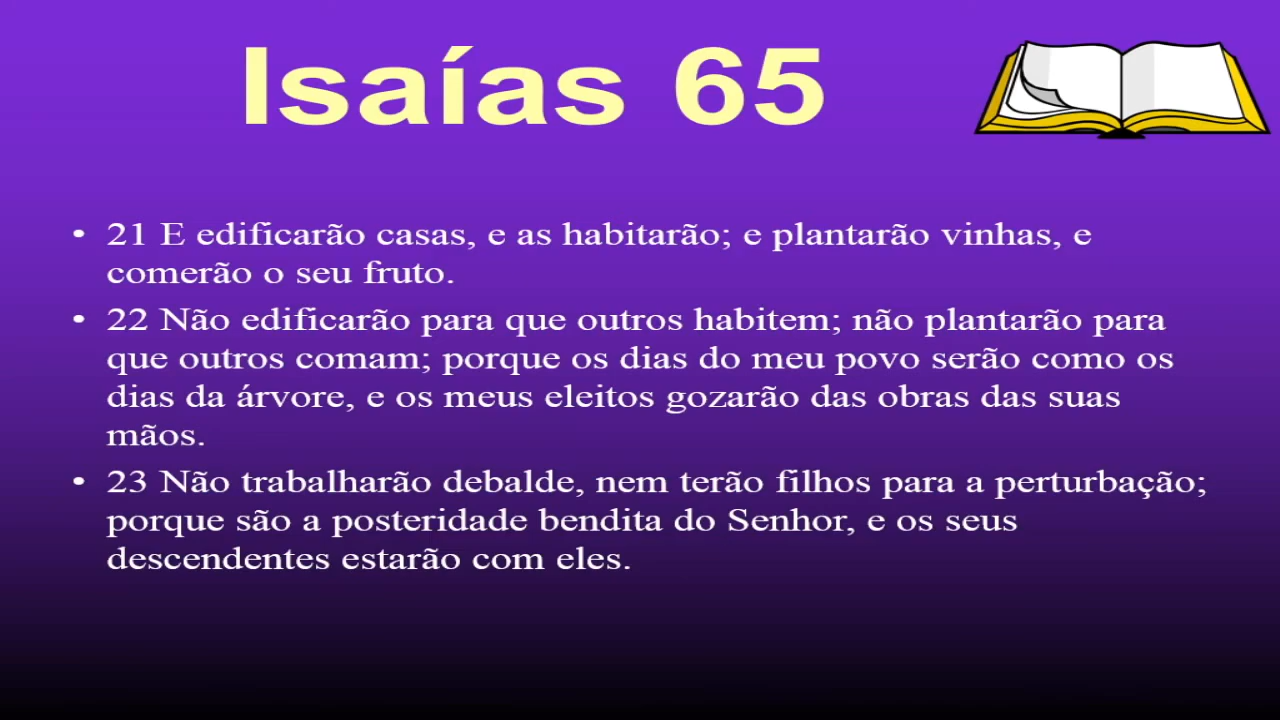 Isaías 65
• 21 E edificarão casas, e as habitarão; e plantarão vinhas, e
comerão o seu fruto.
• 22 Não edificarão para que outros habitem; não plantarão para
que outros comam; porque os dias do meu povo serão como os
dias da árvore, e os meus eleitos gozarão das obras das suas
mãos.
• 23 Não trabalharão debalde, nem terão filhos para a perturbação;
porque são a posteridade bendita do Senhor, e os seus
descendentes estarão com eles.